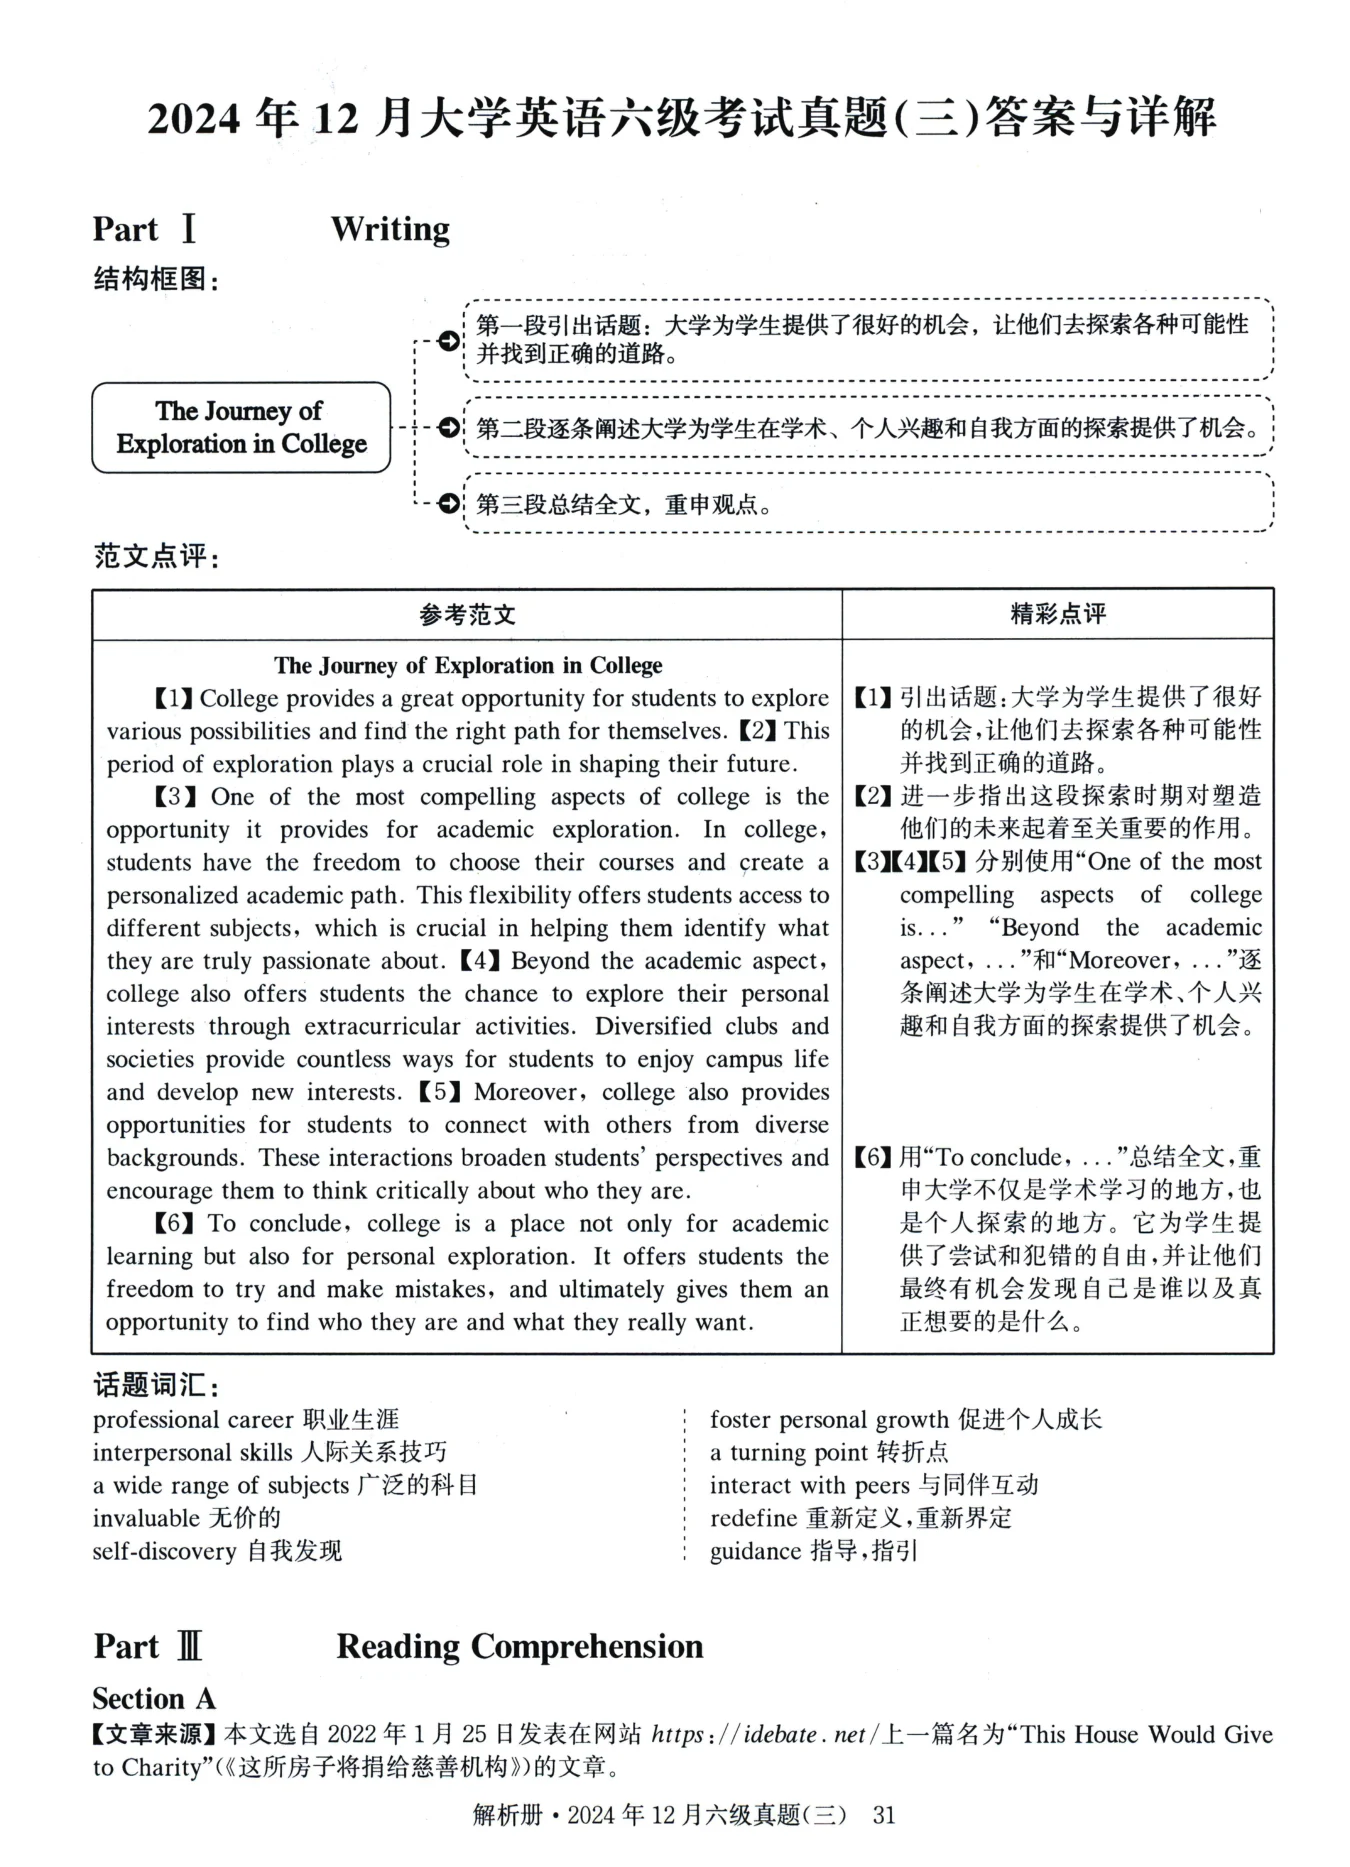 2024 年 12 月大学英语六级考试真题(三)答案与详解
Part Ⅰ Writing
结构框图:
第一段引出话题：大学为学生提供了很好的机会，让他们去探索各种可能性
并找到正确的道路。
The Journey of
Exploration in College
第二段逐条阐述大学为学生在学术、个人兴趣和自我方面的探索提供了机会。
第三段总结全文，重申观点。
范文点评:
参考范文
The Journey of Exploration in College
【1】College provides a great opportunity for students to explore
various possibilities and find the right path for themselves.【2】This
period of exploration plays a crucial role in shaping their future.
【3】One of the most compelling aspects of college is the
opportunity it provides for academic exploration. In college,
students have the freedom to choose their courses and create a
personalized academic path. This flexibility offers students access to
different subjects, which is crucial in helping them identify what
they are truly passionate about.【4】Beyond the academic aspect,
college also offers students the chance to explore their personal
interests through extracurricular activities. Diversified clubs and
societies provide countless ways for students to enjoy campus life
and develop new interests.【5】Moreover, college also provides
opportunities for students to connect with others from diverse
backgrounds. These interactions broaden students' perspectives and
encourage them to think critically about who they are.
【6】To conclude, college is a place not only for academic
learning but also for personal exploration. It offers students the
freedom to try and make mistakes, and ultimately gives them an
opportunity to find who they are and what they really want.
精彩点评
【1】引出话题:大学为学生提供了很好
的机会,让他们去探索各种可能性
并找到正确的道路。
【2】进一步指出这段探索时期对塑造
他们的未来起着至关重要的作用。
【3】【4】【5】分别使用“One of the most
compelling aspects of college
is...” “Beyond the academic
aspect, ...”和“Moreover, ...”逐
条阐述大学为学生在学术、个人兴
趣和自我方面的探索提供了机会。
【6】用“To conclude, ...”总结全文,重
申大学不仅是学术学习的地方,也
是个人探索的地方。它为学生提
供了尝试和犯错的自由,并让他们
最终有机会发现自己是谁以及真
正想要的是什么。
话题词汇:
professional career 职业生涯
interpersonal skills 人际关系技巧
a wide range of subjects 广泛的科目
invaluable 无价的
self-discovery 自我发现
foster personal growth 促进个人成长
a turning point 转折点
interact with peers 与同伴互动
redefine 重新定义,重新界定
guidance 指导,指引
Part Ⅲ Reading Comprehension
Section A
【文章来源】本文选自 2022 年 1 月 25 日发表在网站 https://idebate.net/上一篇名为“This House Would Give
to Charity”(《这所房子将捐给慈善机构》)的文章。
解析册·2024 年 12 月六级真题(三) 31